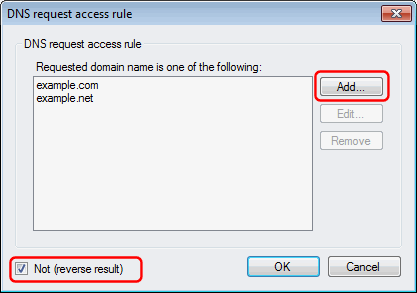 DNS request access rule
DNS request access rule
Requested domain name is one of the following:
example.com
example.net
Add...
Edit...
Remove
Not (reverse result)
OK
Cancel